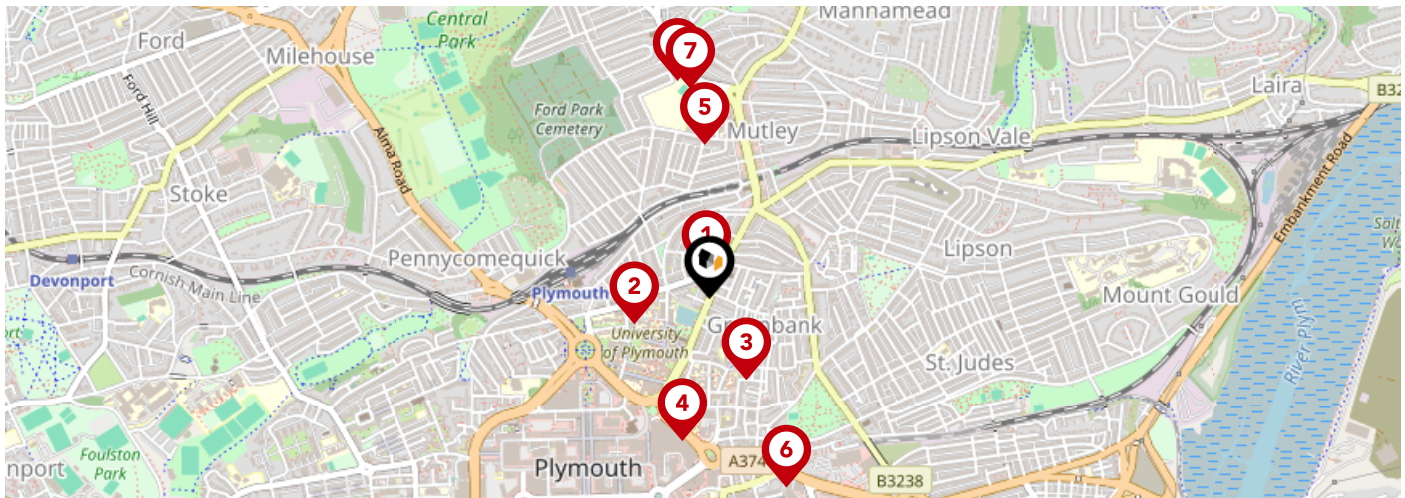 Central
Park
Mannamead
Ford
Milehouse
7
Laira
Ford Hill
Ford Park
Cemetery
5
Mutley
Lipson Vale
Alma Road
Embankment Road
Stoke
1
Lipson
Pennycomequick
Devonport
Cornish Main Line
Plymouth
2
Mount Gould
University
of Plymouth
3
St. Judes
River Plym
4
Foulston
Park
Plymouth
A374
6
B3238